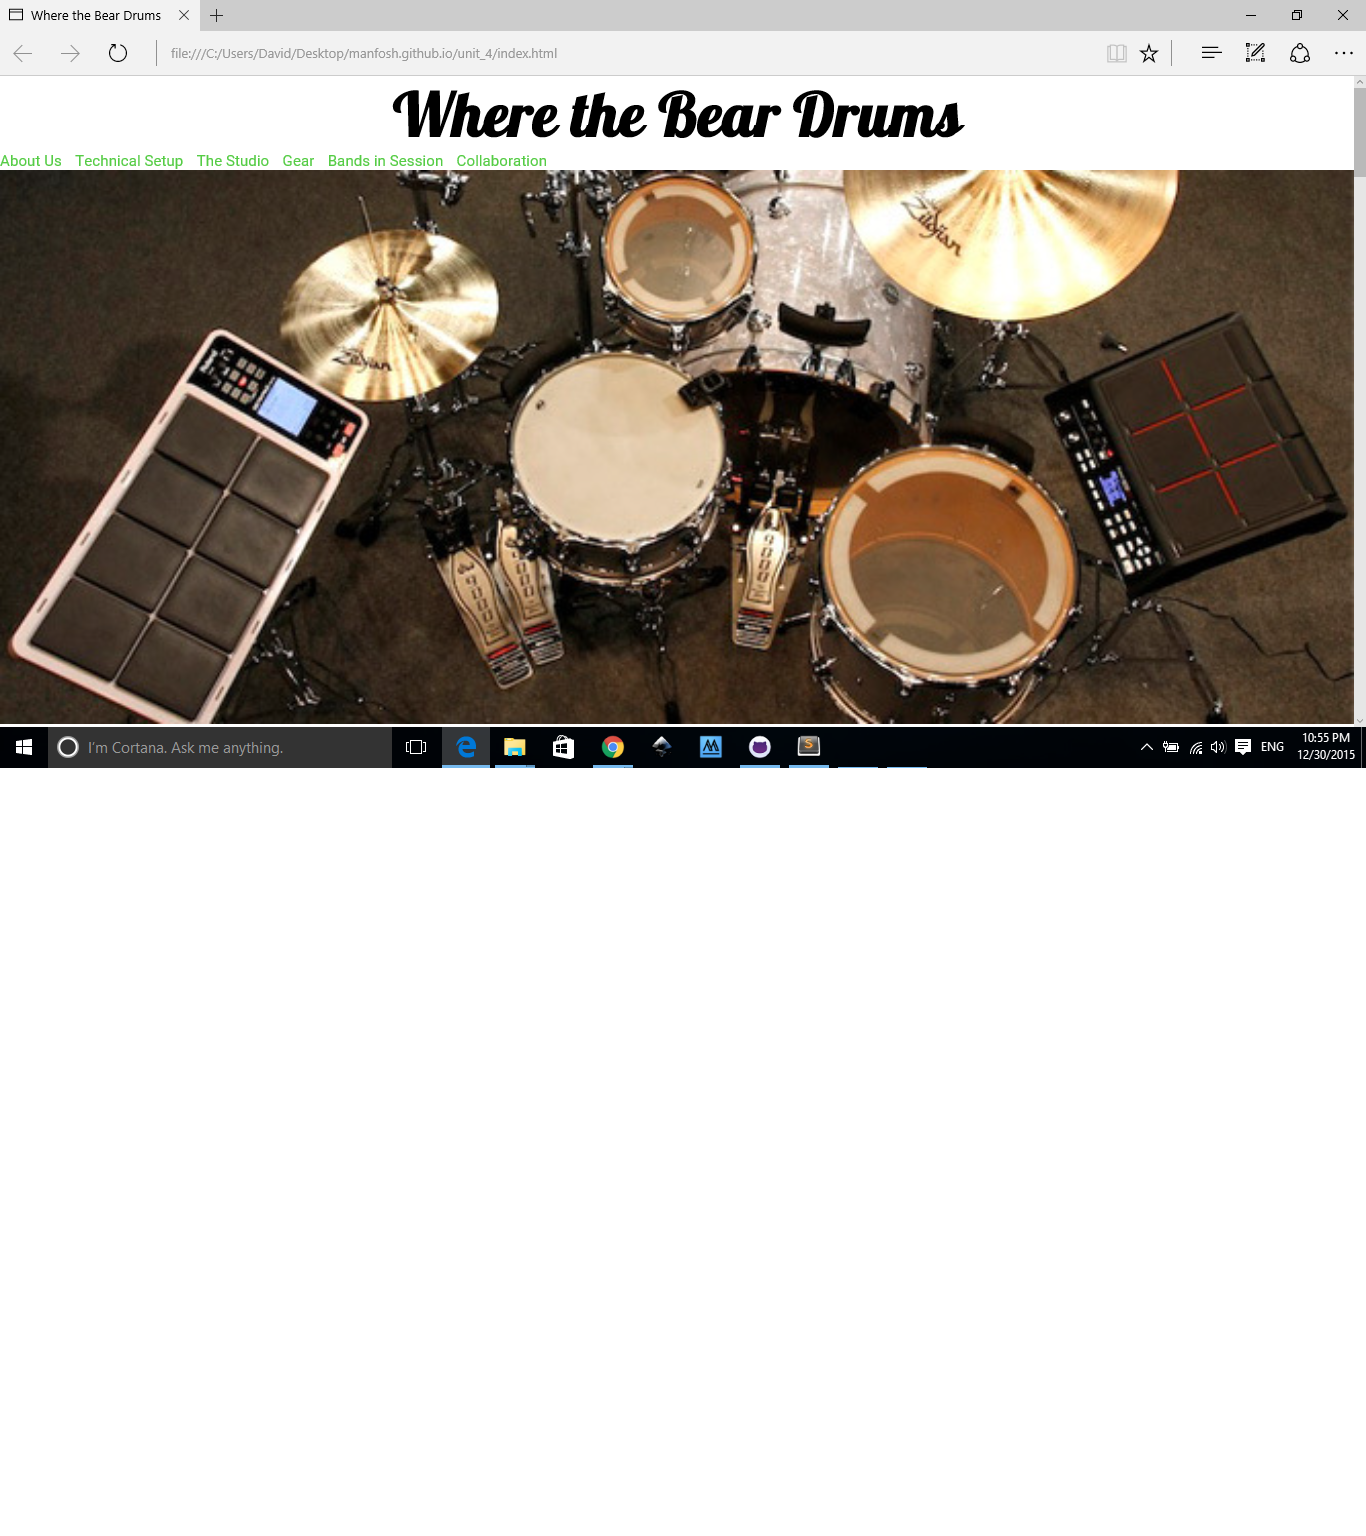 Where the Bear Drums
file:///C:/Users/David/Desktop/manfosh.github.io/unit_4/index.html
Where the Bear Drums
About Us Technical Setup The Studio Gear Bands in Session Collaboration
Zildjian
Zildjian
I'm Cortana. Ask me anything.
ENG
10:55 PM
12/30/2015